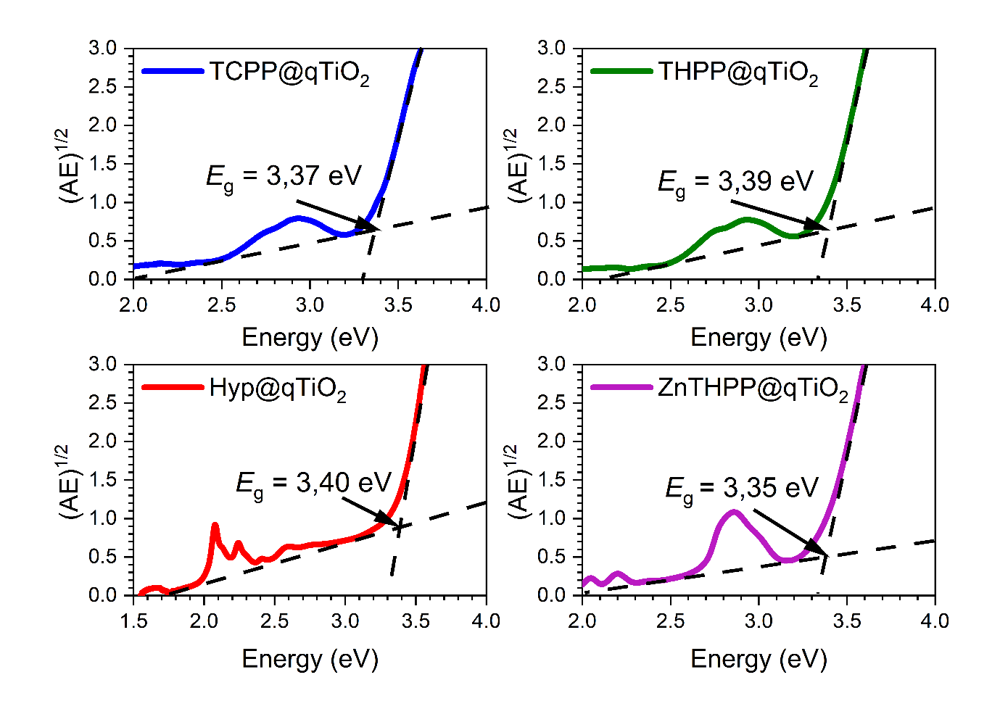 3.0
2.5
2.0
1.5
1.0
0.5
0.0
(AE)1/2
TCPP@qTiO2
Eg = 3,37 eV
2.0 2.5 3.0 3.5 4.0
Energy (eV)
3.0
2.5
2.0
1.5
1.0
0.5
0.0
(AE)1/2
THPP@qTiO2
Eg = 3,39 eV
2.0 2.5 3.0 3.5 4.0
Energy (eV)
3.0
2.5
2.0
1.5
1.0
0.5
0.0
(AE)1/2
Hyp@qTiO2
Eg = 3,40 eV
1.5 2.0 2.5 3.0 3.5 4.0
Energy (eV)
3.0
2.5
2.0
1.5
1.0
0.5
0.0
(AE)1/2
ZnTHPP@qTiO2
Eg = 3,35 eV
2.0 2.5 3.0 3.5 4.0
Energy (eV)